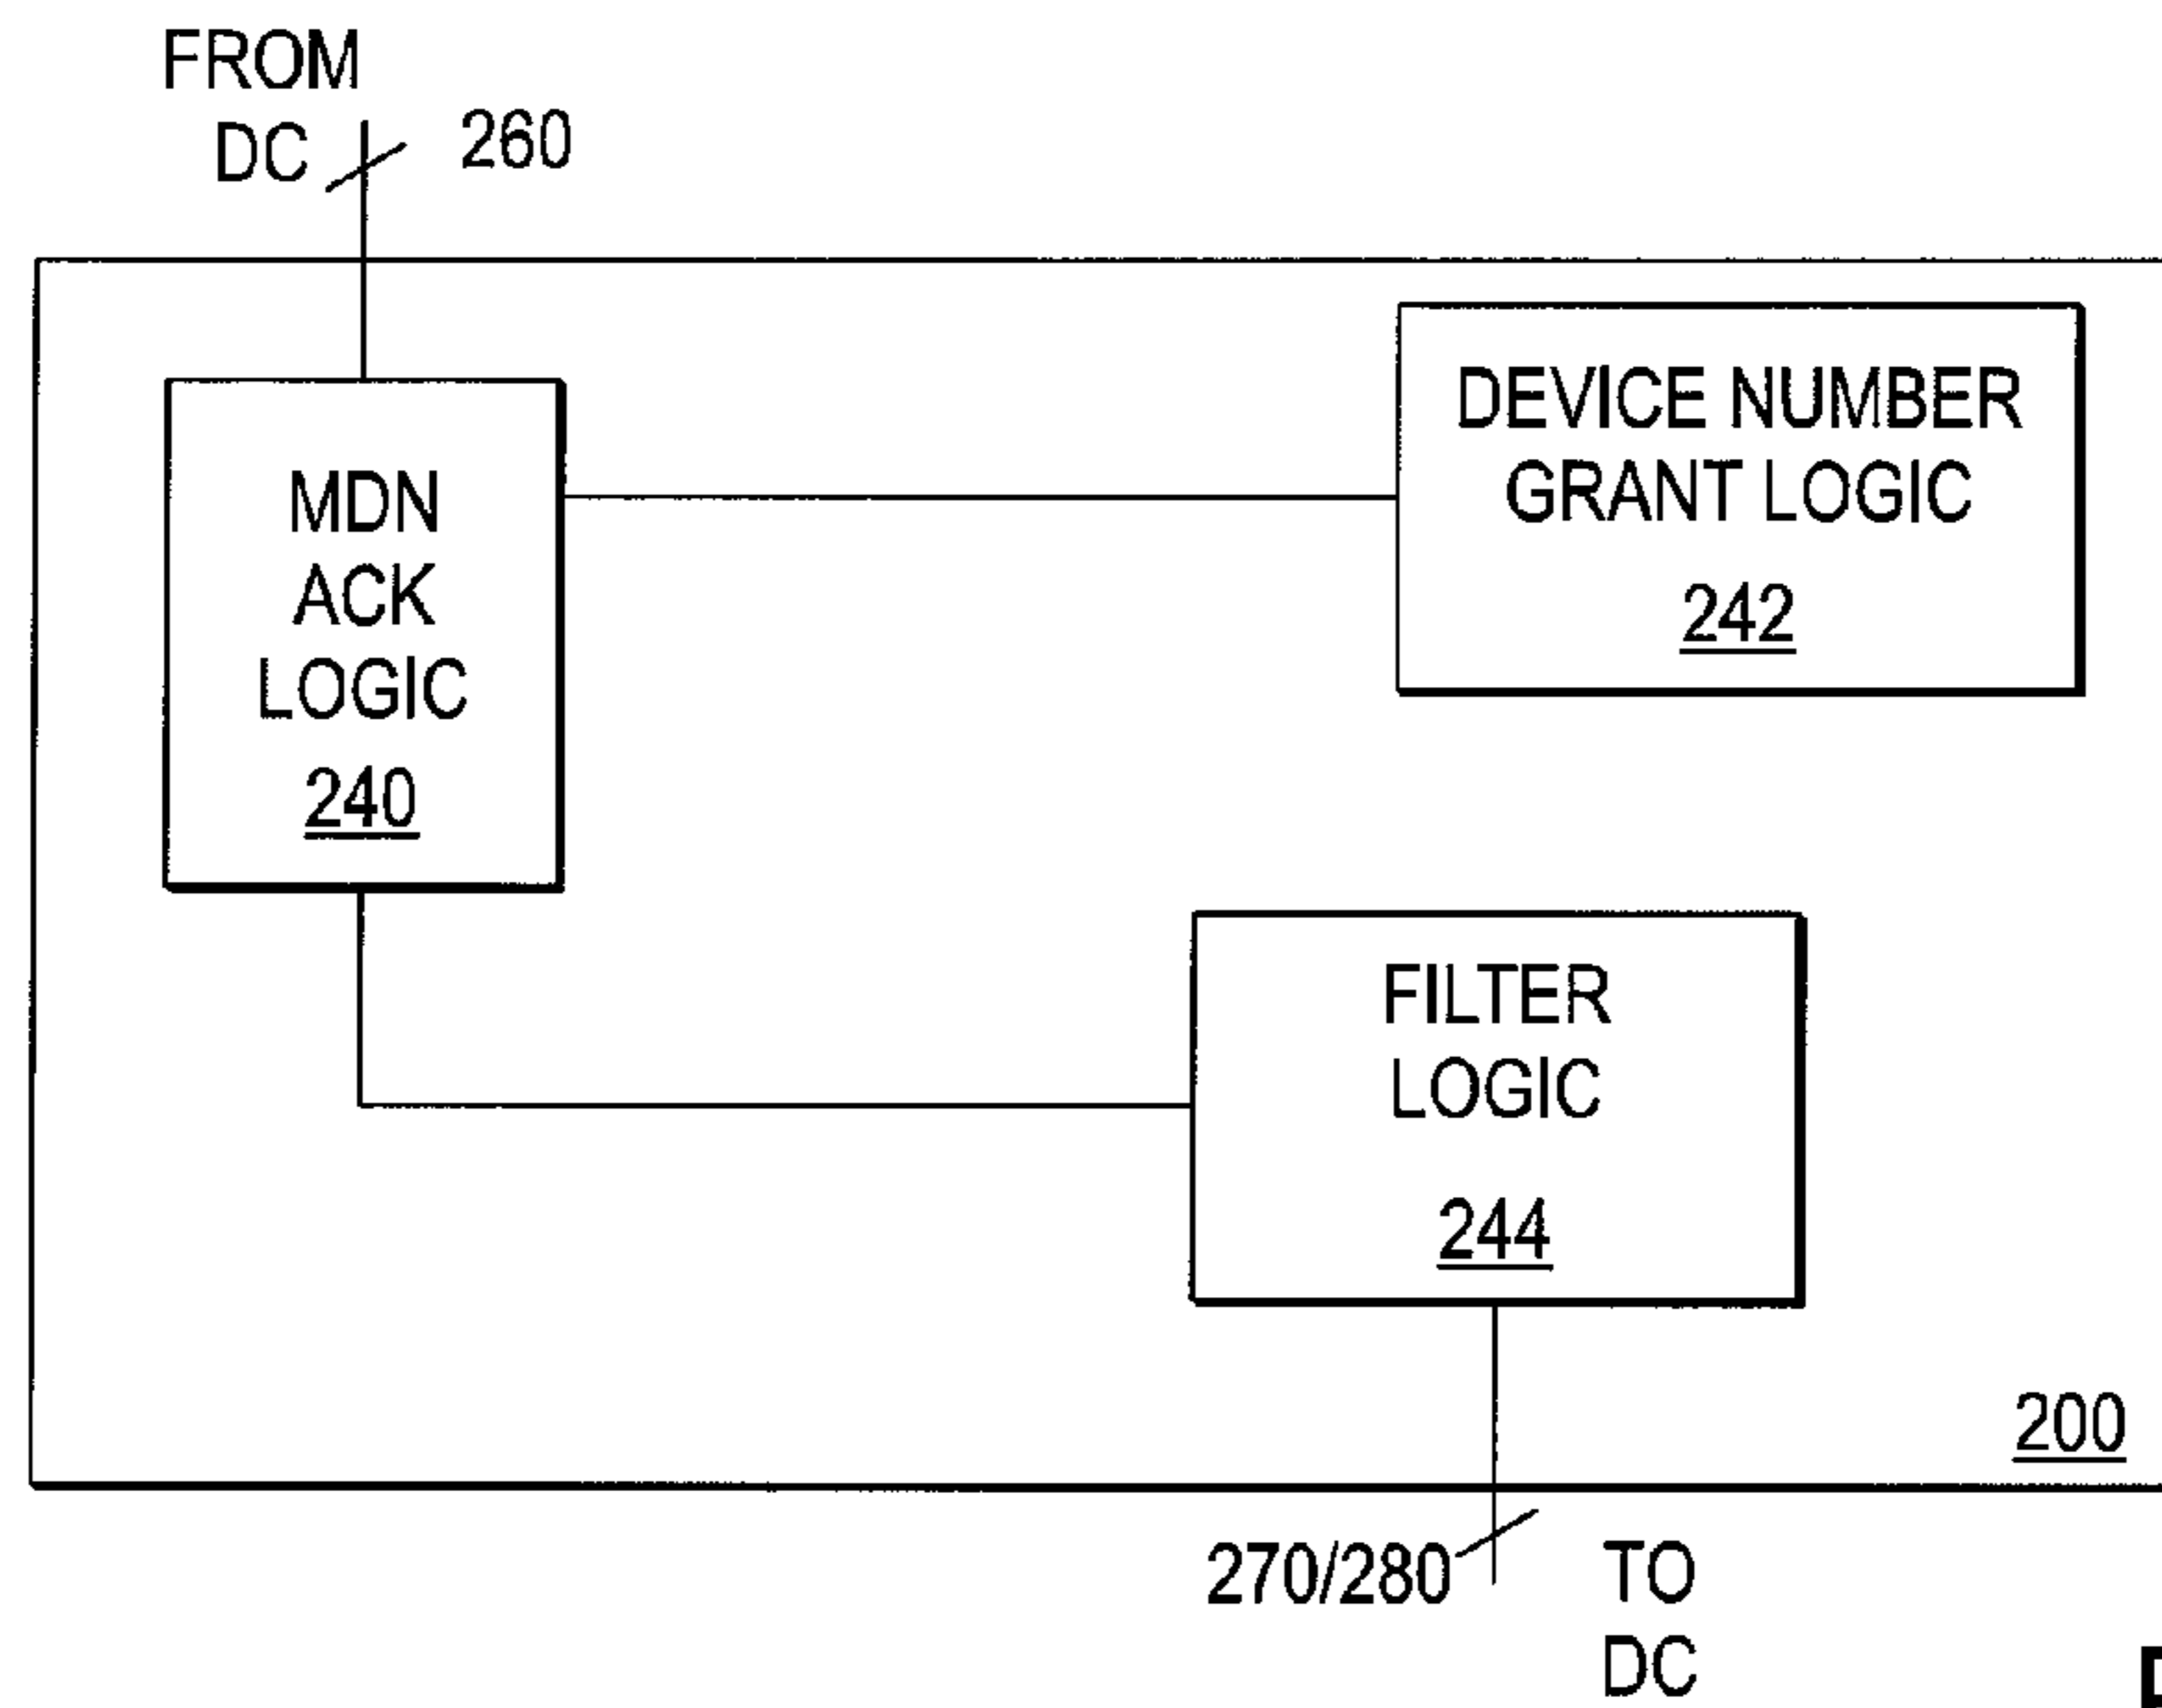 FROM
DC
260
DEVICE NUMBER
GRANT LOGIC
242
MDN
ACK
LOGIC
240
FILTER
LOGIC
244
200
270/280
TO
DC